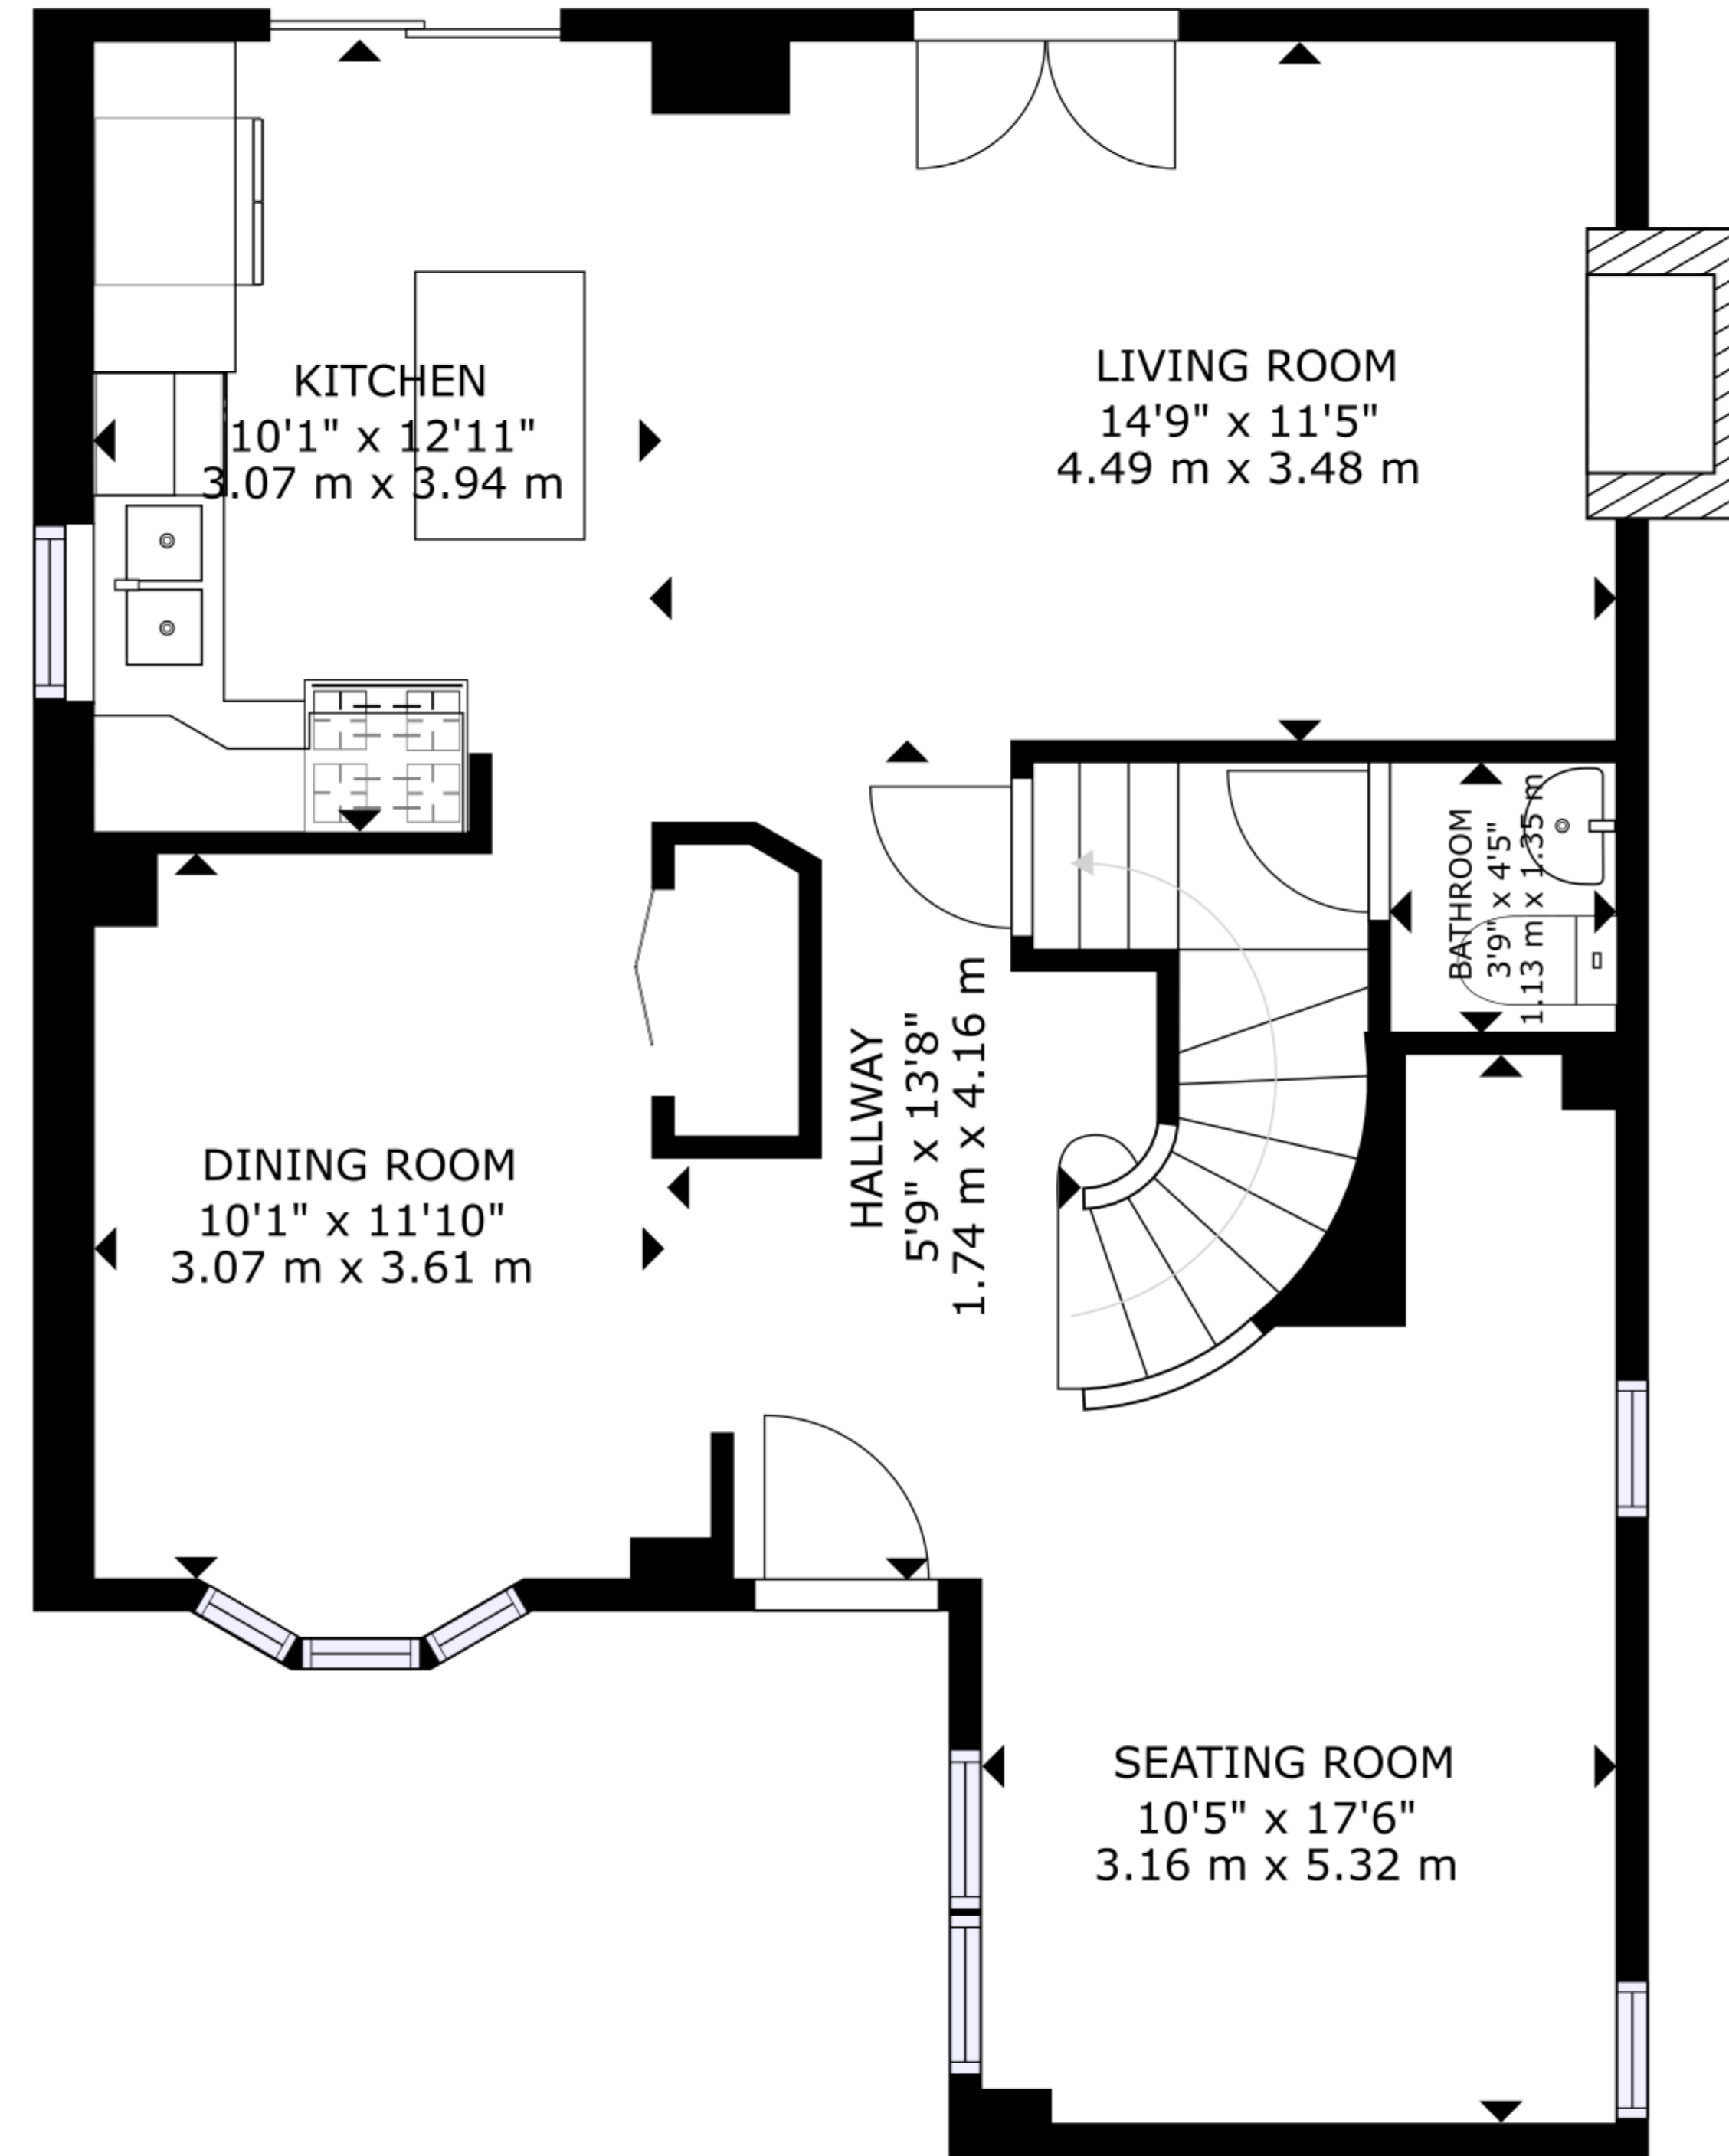 KITCHEN
10'1" x 12'11"
3.07 m x 3.94 m
LIVING ROOM
14'9" x 11'5"
4.49 m x 3.48 m
BATHROOM
3'9" x 4'5"
1.13 m x 1.35 m
HALLWAY
5'9" x 13'8"
1.74 m x 4.16 m
DINING ROOM
10'1" x 11'10"
3.07 m x 3.61 m
SEATING ROOM
10'5" x 17'6"
3.16 m x 5.32 m